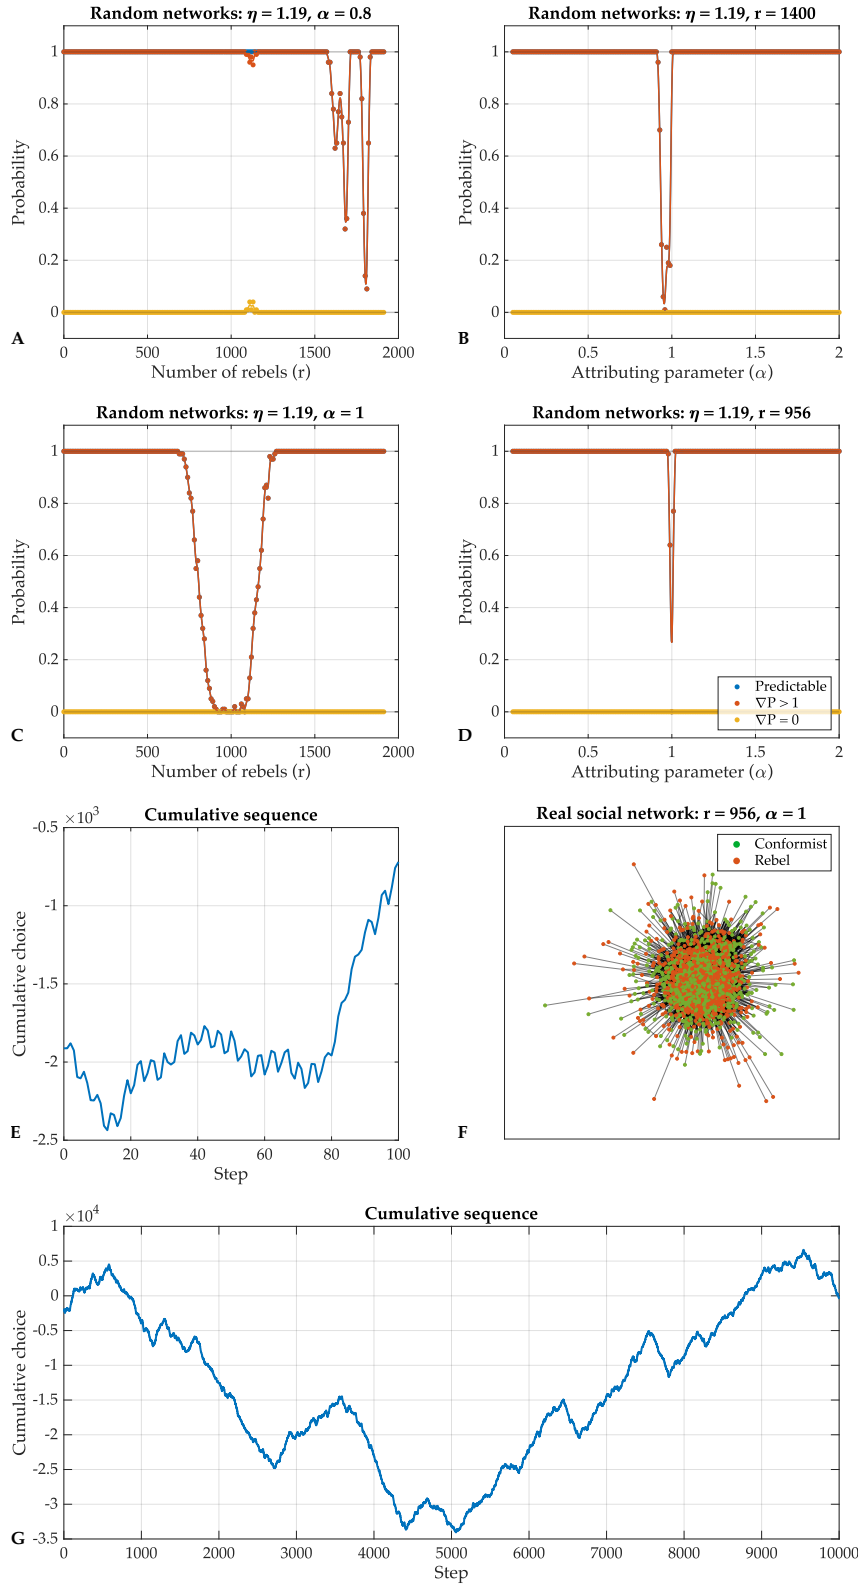 Random networks: η = 1.19, α = 0.8
1
0.8
0.6
0.4
0.2
0
Probability
0 500 1000 1500 2000
Number of rebels (r)
A
Random networks: η = 1.19, r = 1400
1
0.8
0.6
0.4
0.2
0
Probability
0 0.5 1 1.5 2
Attributing parameter (α)
B
Random networks: η = 1.19, α = 1
1
0.8
0.6
0.4
0.2
0
Probability
0 500 1000 1500 2000
Number of rebels (r)
C
Random networks: η = 1.19, r = 956
1
0.8
0.6
0.4
0.2
0
Probability
Predictable
∇P > 1
∇P = 0
0 0.5 1 1.5 2
Attributing parameter (α)
D
Cumulative sequence
×10³
-0.5
-1
-1.5
-2
-2.5
Cumulative choice
0 20 40 60 80 100
Step
E
Real social network: r = 956, α = 1
Conformist
Rebel
F
Cumulative sequence
×10⁴
1
0.5
0
-0.5
-1
-1.5
-2
-2.5
-3
-3.5
Cumulative choice
0 1000 2000 3000 4000 5000 6000 7000 8000 9000 10000
Step
G